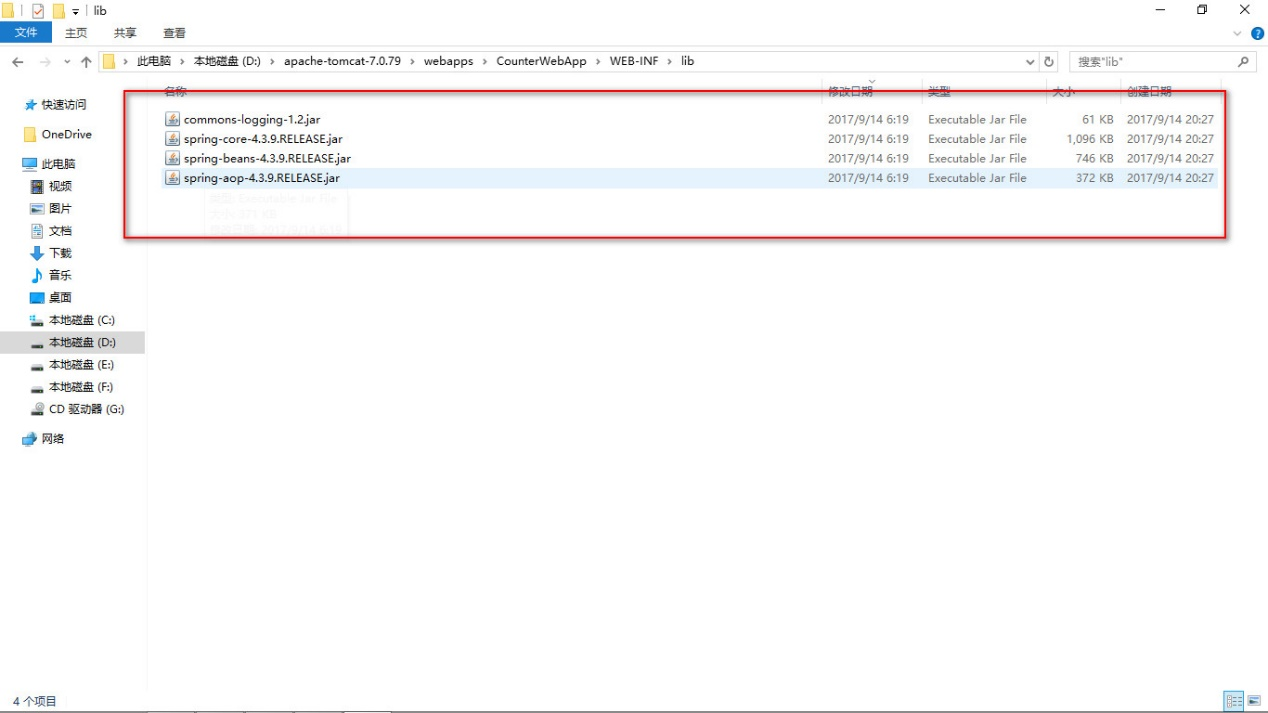 lib
文件 主页 共享 查看
此电脑 本地磁盘 (D:) apache-tomcat-7.0.79 webapps CounterWebApp WEB-INF lib 搜索"lib"
名称 修改日期 类型 大小 创建日期
快速访问
OneDrive
此电脑
视频
图片
文档
下载
音乐
桌面
本地磁盘 (C:)
本地磁盘 (D:)
本地磁盘 (E:)
本地磁盘 (F:)
CD 驱动器 (G:)
网络
commons-logging-1.2.jar 2017/9/14 6:19 Executable Jar File 61 KB 2017/9/14 20:27
spring-core-4.3.9.RELEASE.jar 2017/9/14 6:19 Executable Jar File 1,096 KB 2017/9/14 20:27
spring-beans-4.3.9.RELEASE.jar 2017/9/14 6:19 Executable Jar File 746 KB 2017/9/14 20:27
spring-aop-4.3.9.RELEASE.jar 2017/9/14 6:19 Executable Jar File 372 KB 2017/9/14 20:27
4 个项目